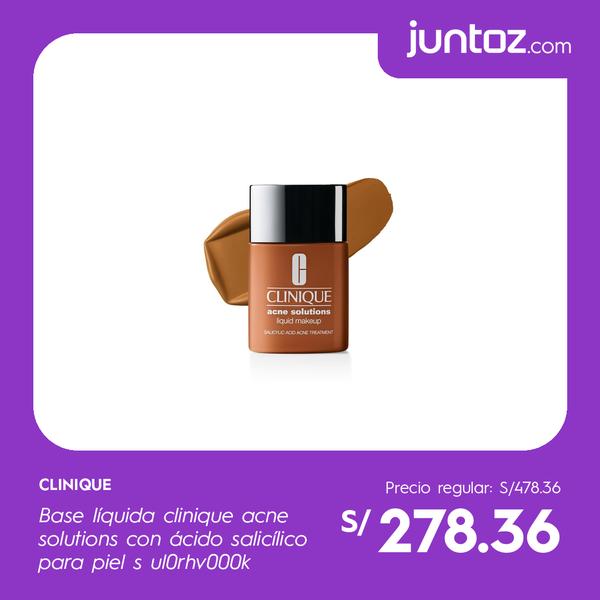 juntoz.com
CLINIQUE
acne solutions
liquid makeup
SALICYLIC ACID ACNE TREATMENT
CLINIQUE
Base líquida clinique acne
solutions con ácido salicílico
para piel s ul0rhv000k
Precio regular: S/478.36
S/ 278.36